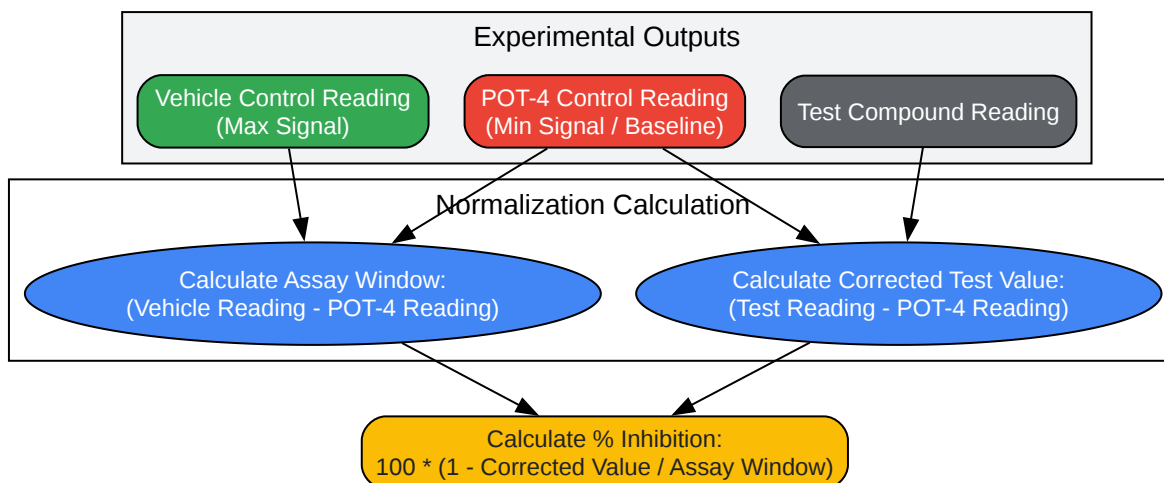 Experimental Outputs
Vehicle Control Reading
(Max Signal)
POT-4 Control Reading
(Min Signal / Baseline)
Test Compound Reading
Normalization Calculation
Calculate Assay Window:
(Vehicle Reading - POT-4 Reading)
Calculate Corrected Test Value:
(Test Reading - POT-4 Reading)
Calculate % Inhibition:
100 * (1 - Corrected Value / Assay Window)